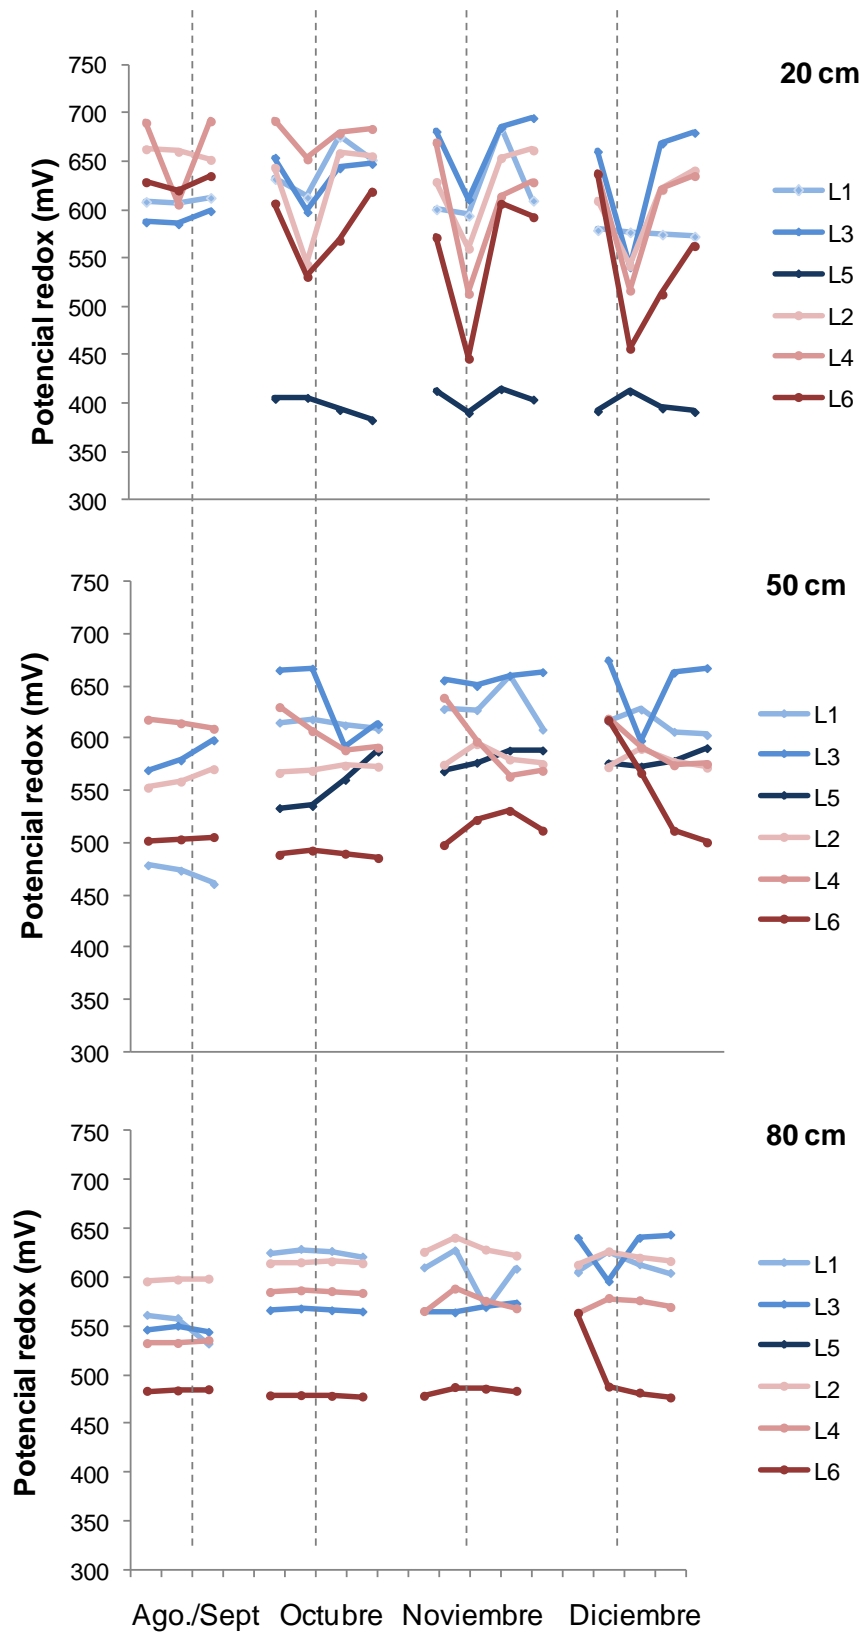 20 cm
750
700
650
600
550
500
450
400
350
300
Potencial redox (mV)
L1
L3
L5
L2
L4
L6
50 cm
750
700
650
600
550
500
450
400
350
300
Potencial redox (mV)
L1
L3
L5
L2
L4
L6
80 cm
750
700
650
600
550
500
450
400
350
300
Potencial redox (mV)
L1
L3
L5
L2
L4
L6
Ago./Sept Octubre Noviembre Diciembre